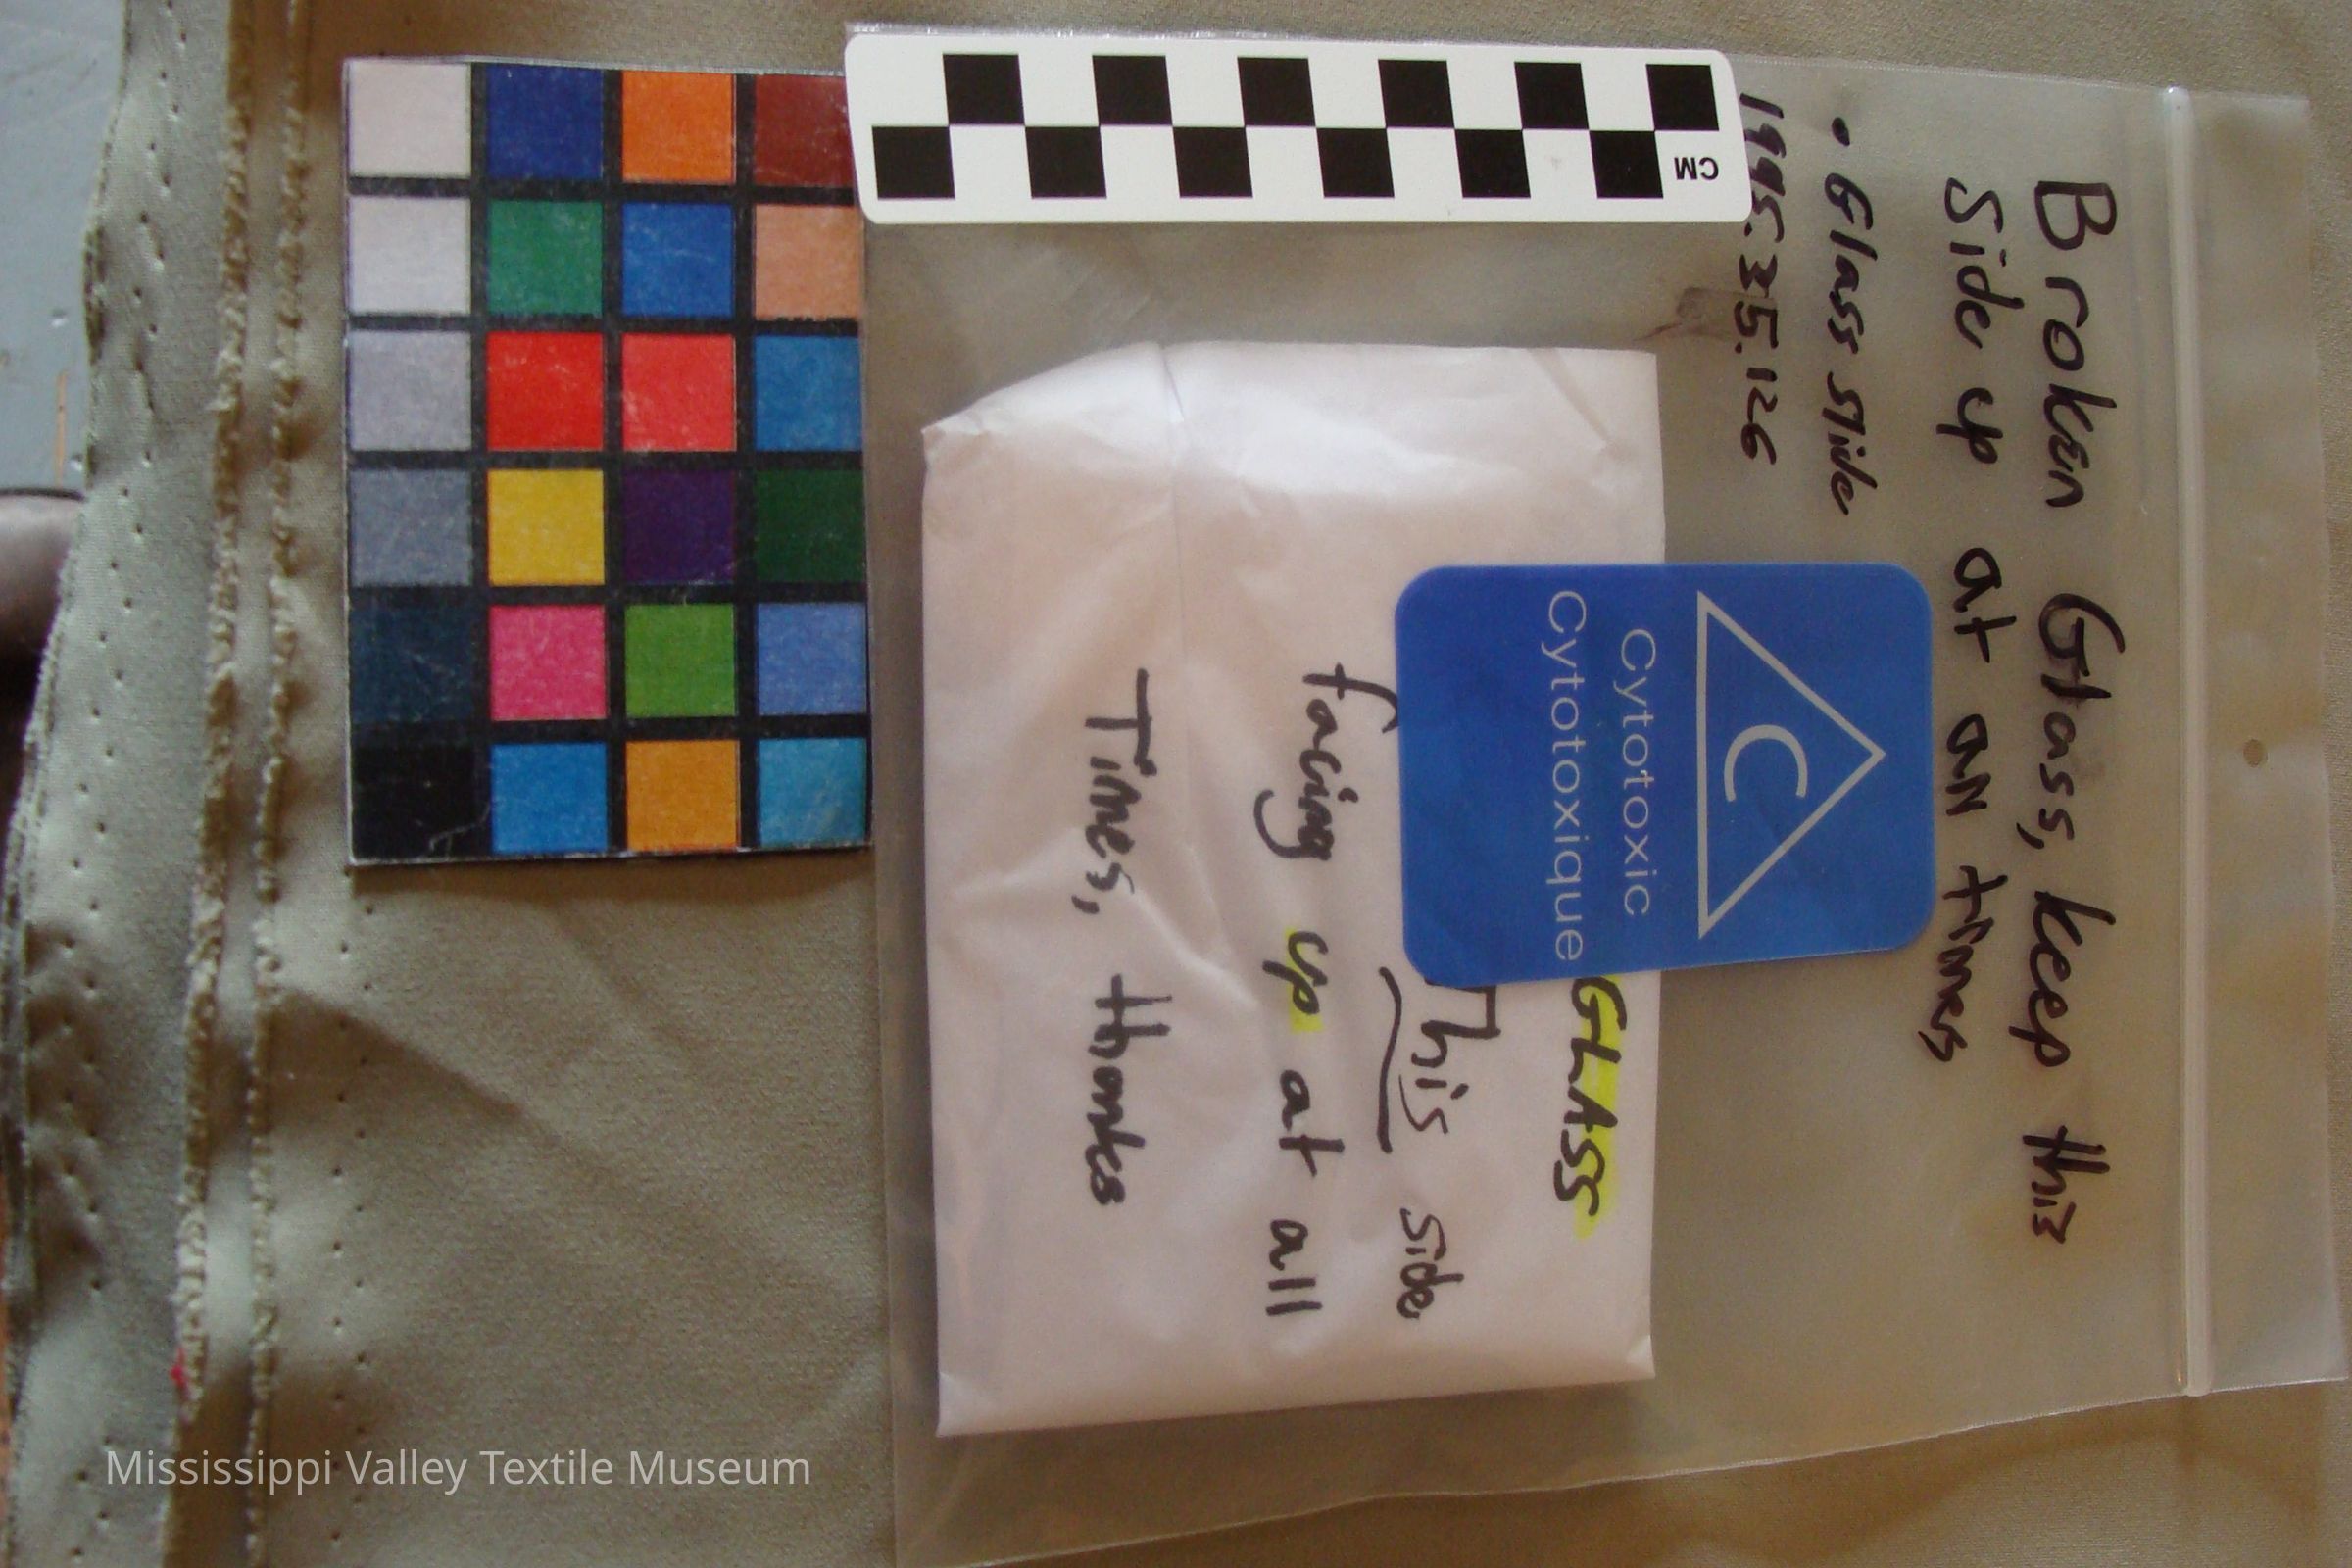 Broken Glass, keep this
Side up at all times
• Glass slide
1995.35.126
C
Cytotoxic
Cytotoxique
GLASS
This side
facing up at all
Times, thanks
CM
Mississippi Valley Textile Museum